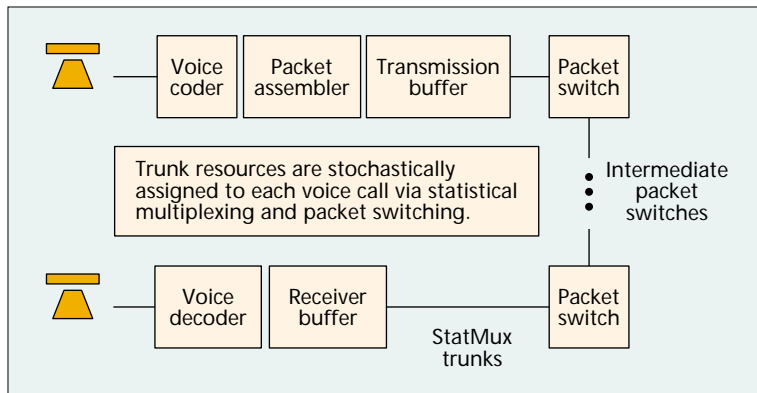 Voice
coder
Packet
assembler
Transmission
buffer
Packet
switch
Trunk resources are stochastically
assigned to each voice call via statistical
multiplexing and packet switching.
Intermediate
packet
switches
Voice
decoder
Receiver
buffer
Packet
switch
StatMux
trunks